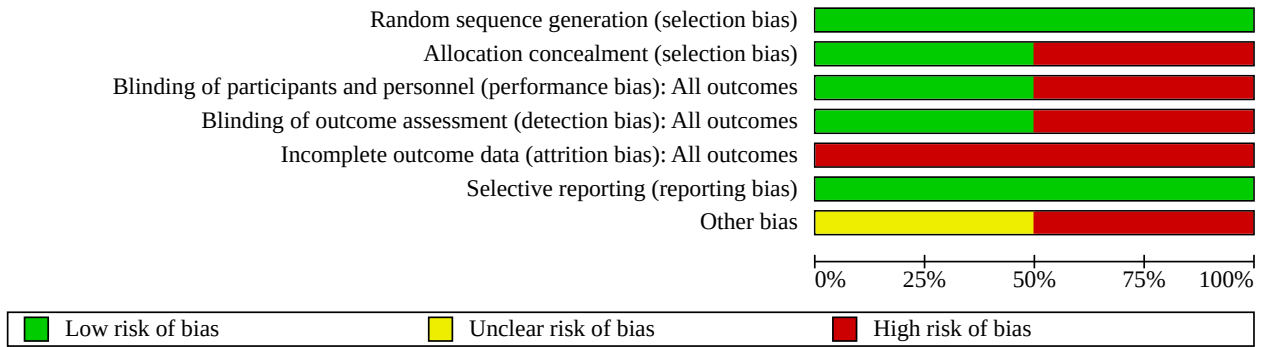 Random sequence generation (selection bias)
Allocation concealment (selection bias)
Blinding of participants and personnel (performance bias): All outcomes
Blinding of outcome assessment (detection bias): All outcomes
Incomplete outcome data (attrition bias): All outcomes
Selective reporting (reporting bias)
Other bias
0% 25% 50% 75% 100%
Low risk of bias Unclear risk of bias High risk of bias